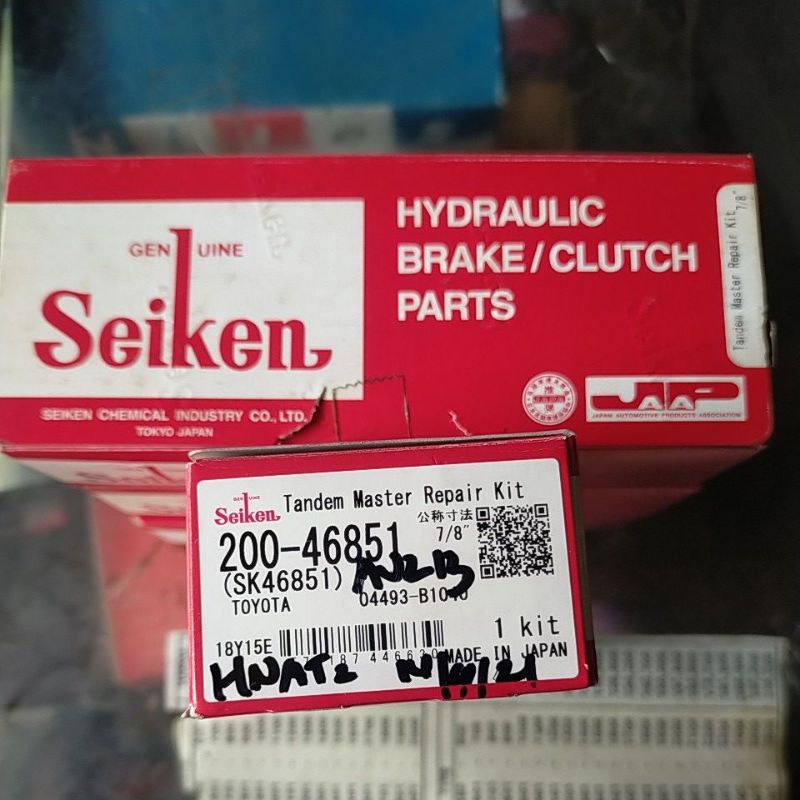 GENUINE
Seiken
SEIKEN CHEMICAL INDUSTRY CO., LTD.
TOKYO JAPAN
HYDRAULIC
BRAKE/CLUTCH
PARTS
JAPA
JAPAN AUTOMOTIVE PRODUCTS ASSOCIATION
Tandem Master Repair Kit 7/8"
GENUINE
Seiken
Tandem Master Repair Kit
公称寸法
7/8"
200-46851
(SK46851)
TOYOTA
04493-B1010
1 kit
18Y15E
MADE IN JAPAN